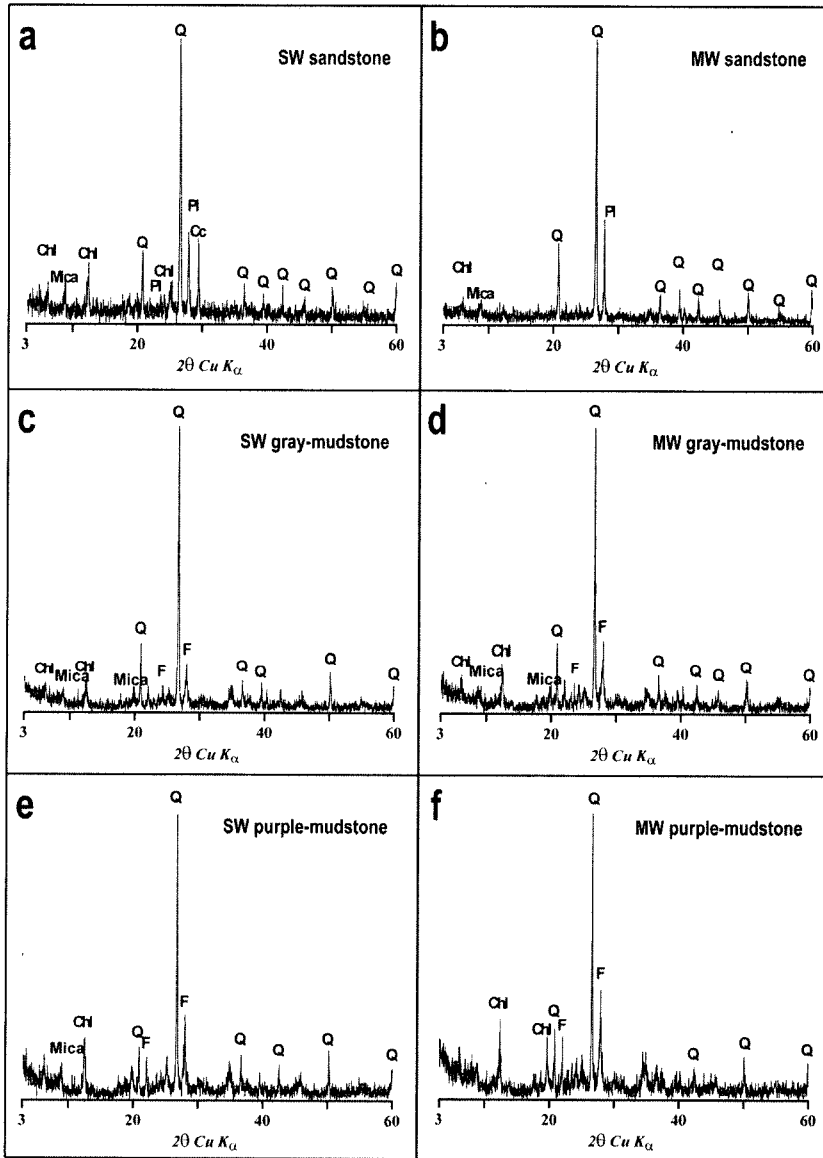 a
SW sandstone
Q
Chl
Mica
Chl
Q
Pl
Chl
Pl
Cc
Q
Q
Q
Q
Q
Q
Q
3
20
40
60
2θ Cu Kα
b
MW sandstone
Q
Chl
Mica
Q
Pl
Q
Q
Q
Q
Q
Q
Q
3
20
40
60
2θ Cu Kα
c
SW gray-mudstone
Q
Chl
Mica
Chl
Mica
Q
F
F
Q
Q
Q
Q
3
20
40
60
2θ Cu Kα
d
MW gray-mudstone
Q
Chl
Mica
Chl
Mica
Q
F
F
Q
Q
Q
Q
Q
3
20
40
60
2θ Cu Kα
e
SW purple-mudstone
Q
Mica
Chl
Q
F
F
Q
Q
Q
Q
3
20
40
60
2θ Cu Kα
f
MW purple-mudstone
Q
Chl
Chl
Q
F
F
Q
Q
Q
3
20
40
60
2θ Cu Kα